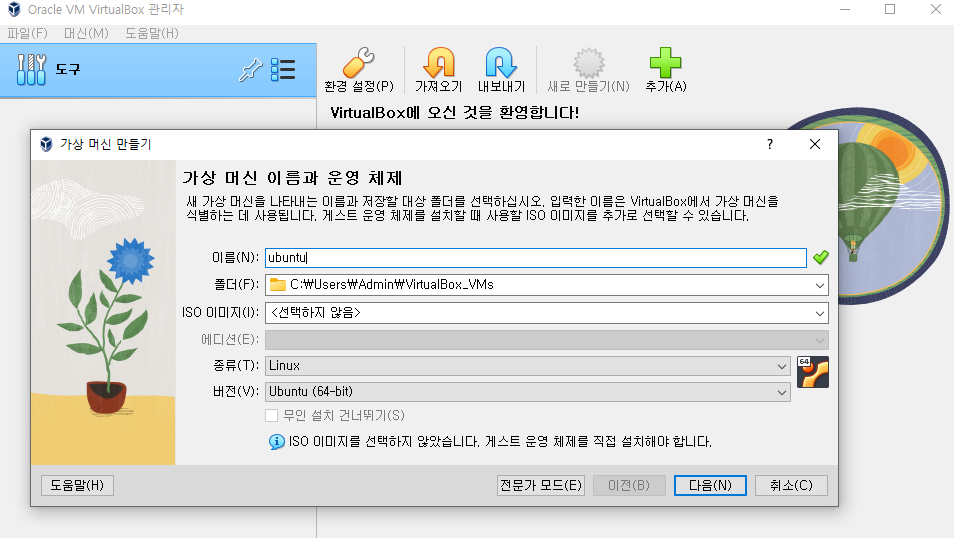 Oracle VM VirtualBox 관리자
파일(F) 머신(M) 도움말(H)
도구
환경 설정(P) 가져오기 내보내기 새로 만들기(N) 추가(A)
VirtualBox에 오신 것을 환영합니다!
가상 머신 만들기
?
가상 머신 이름과 운영 체제
새 가상 머신을 나타내는 이름과 저장할 대상 폴더를 선택하십시오. 입력한 이름은 VirtualBox에서 가상 머신을
식별하는 데 사용됩니다. 게스트 운영 체제를 설치할 때 사용할 ISO 이미지를 추가로 선택할 수 있습니다.
이름(N): ubuntu
폴더(F): C:₩Users₩Admin₩VirtualBox_VMs
ISO 이미지(I): <선택하지 않음>
에디션(E):
종류(T): Linux
64
버전(V): Ubuntu (64-bit)
무인 설치 건너뛰기(S)
ISO 이미지를 선택하지 않았습니다. 게스트 운영 체제를 직접 설치해야 합니다.
도움말(H) 전문가 모드(E) 이전(B) 다음(N) 취소(C)